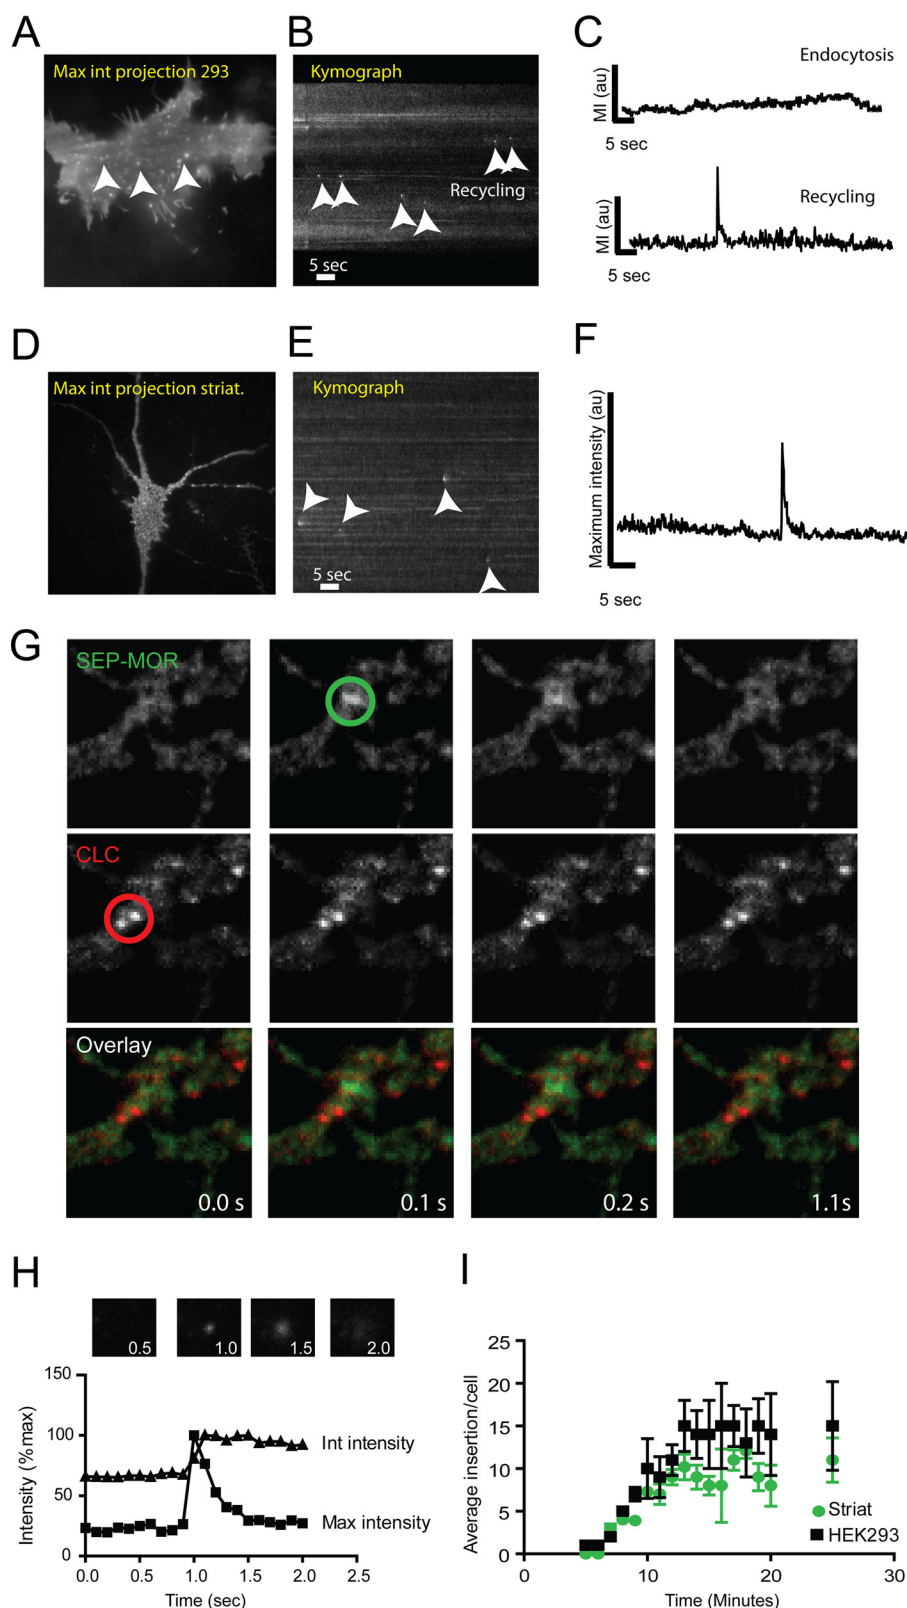 A
Max int projection 293
B
Kymograph
Recycling
5 sec
C
Endocytosis
MI (au)
5 sec
Recycling
MI (au)
5 sec
D
Max int projection striat.
E
Kymograph
5 sec
F
Maximum intensity (au)
5 sec
G
SEP-MOR
CLC
Overlay
0.0 s
0.1 s
0.2 s
1.1s
H
0.5
1.0
1.5
2.0
150
100
50
0
Intensity (%max)
Int intensity
Max intensity
0.0 0.5 1.0 1.5 2.0 2.5
Time (sec)
I
25
20
15
10
5
0
Average insertion/cell
Striat
HEK293
0 10 20 30
Time (Minutes)